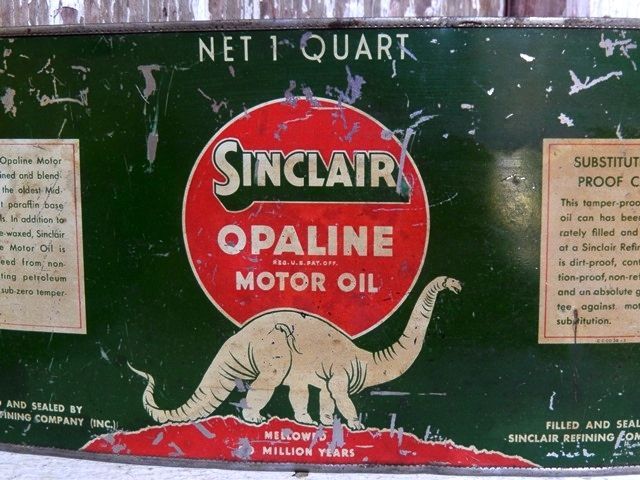 NET 1 QUART
SINCLAIR
OPALINE
REG. U.S. PAT. OFF.
MOTOR OIL
MELLOWED
MILLION YEARS
Opaline Motor
ined and blend-
the oldest Mid-
t paraffin base
ls. In addition to
e-waxed, Sinclair
e Motor Oil is
eed from non-
ting petroleum
sub-zero temper-
AND SEALED BY
FINING COMPANY (INC.)
SUBSTITUT
PROOF C
This tamper-proo
oil can has been
rately filled and
at a Sinclair Refin
is dirt-proof, cont
tion-proof, non-re
and an absolute g
tee against mot
substitution.
FILLED AND SEAL
SINCLAIR REFINING COM